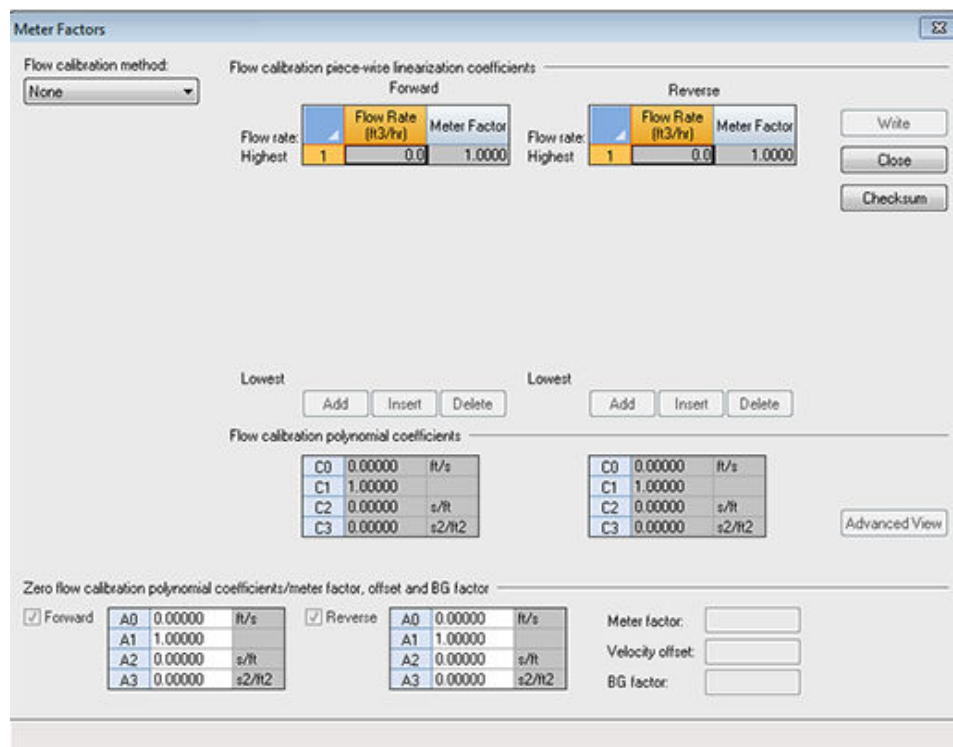 Meter Factors
Flow calibration method:
None
Flow calibration piece-wise linearization coefficients
Forward
Reverse
Flow rate:
Flow Rate (ft3/hr)
Meter Factor
Highest
1
0.0
1.0000
Flow rate:
Flow Rate (ft3/hr)
Meter Factor
Highest
1
0.0
1.0000
Write
Close
Checksum
Lowest
Add
Insert
Delete
Lowest
Add
Insert
Delete
Flow calibration polynomial coefficients
C0 0.00000 ft/s
C1 1.00000
C2 0.00000 s/ft
C3 0.00000 s2/ft2
C0 0.00000 ft/s
C1 1.00000
C2 0.00000 s/ft
C3 0.00000 s2/ft2
Advanced View
Zero flow calibration polynomial coefficients/meter factor, offset and BG factor
Forward
A0 0.00000 ft/s
A1 1.00000
A2 0.00000 s/ft
A3 0.00000 s2/ft2
Reverse
A0 0.00000 ft/s
A1 1.00000
A2 0.00000 s/ft
A3 0.00000 s2/ft2
Meter factor:
Velocity offset:
BG factor: